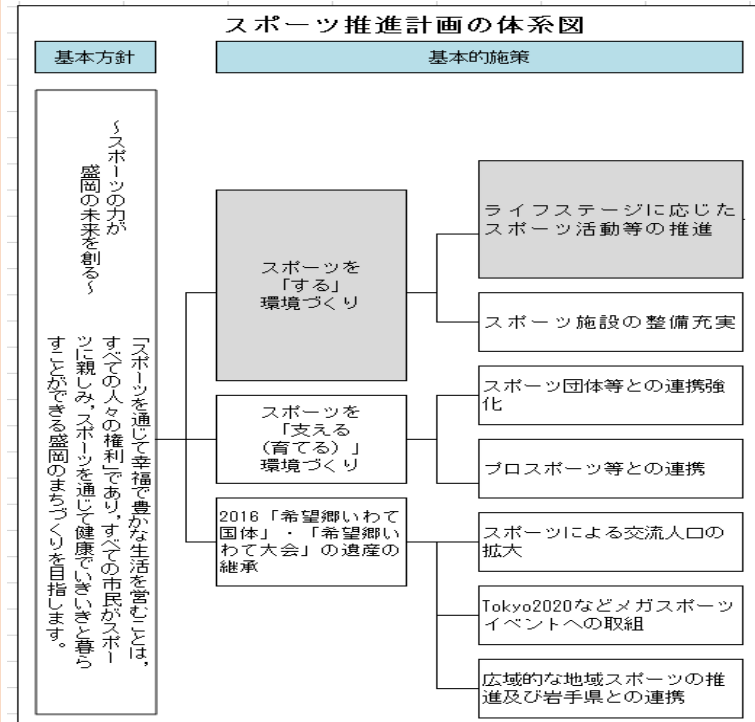 スポーツ推進計画の体系図
基本方針
基本的施策
～スポーツの力が
盛岡の未来を創る～
「スポーツを通じて幸福で豊かな生活を営むことは，
すべての人々の権利」であり，すべての市民がスポー
ツに親しみ，スポーツを通じて健康でいきいきと暮ら
すことができる盛岡のまちづくりを目指します。
スポーツを
「する」
環境づくり
ライフステージに応じた
スポーツ活動等の推進
スポーツ施設の整備充実
スポーツを
「支える
（育てる）」
環境づくり
スポーツ団体等との連携強
化
プロスポーツ等との連携
2016「希望郷いわて
国体」・「希望郷い
わて大会」の遺産の
継承
スポーツによる交流人口の
拡大
Tokyo2020などメガスポーツ
イベントへの取組
広域的な地域スポーツの推
進及び岩手県との連携